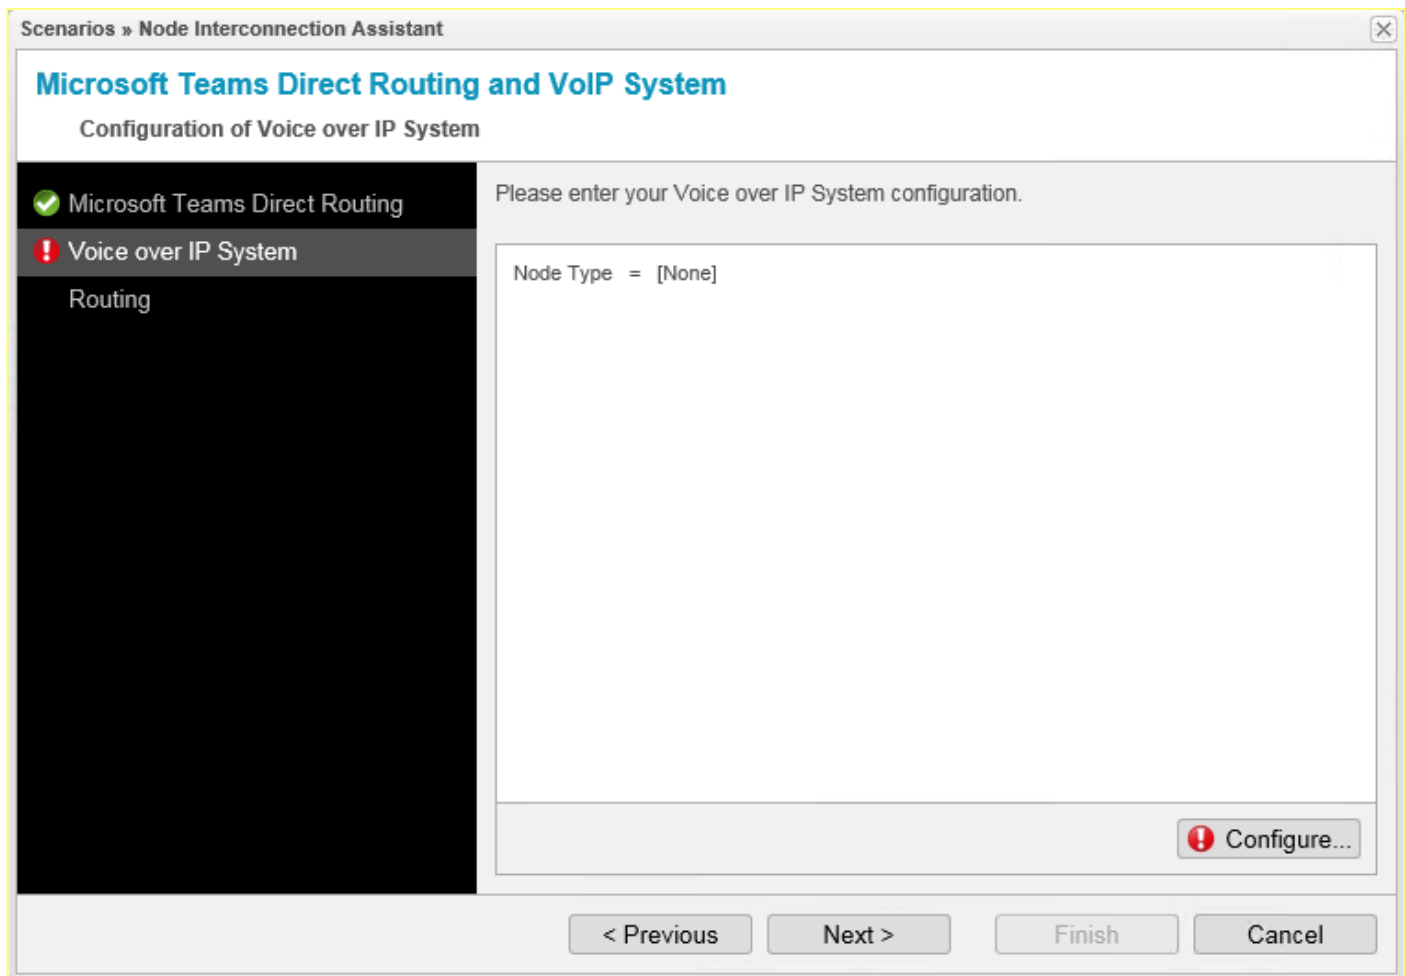 Scenarios » Node Interconnection Assistant
Microsoft Teams Direct Routing and VoIP System
Configuration of Voice over IP System
Microsoft Teams Direct Routing
Voice over IP System
Routing
Please enter your Voice over IP System configuration.
Node Type = [None]
Configure...
< Previous
Next >
Finish
Cancel